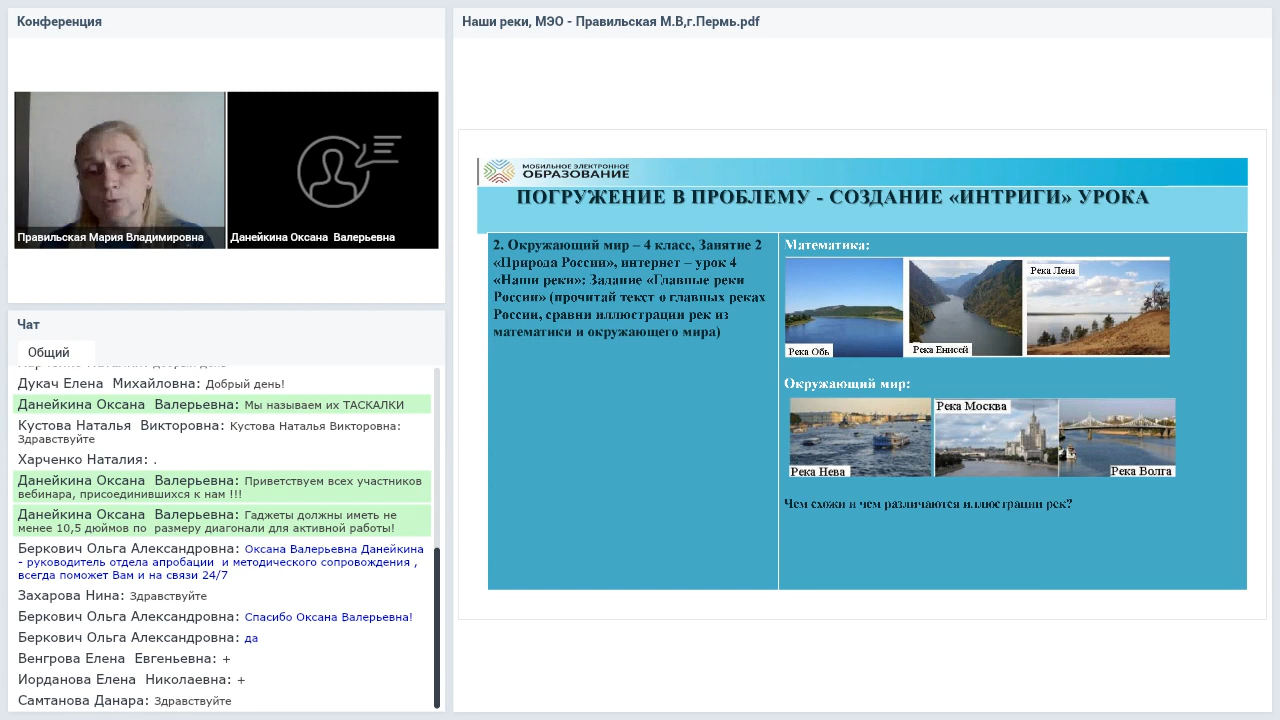 Конференция
Правильская Мария Владимировна
Данейкина Оксана  Валерьевна
Чат
Общий
Дукач Елена  Михайловна: Добрый день!
Данейкина Оксана  Валерьевна: Мы называем их ТАСКАЛКИ
Кустова Наталья  Викторовна: Кустова Наталья Викторовна:
Здравствуйте
Харченко Наталия: .
Данейкина Оксана  Валерьевна: Приветствуем всех участников
вебинара, присоединившихся к нам !!!
Данейкина Оксана  Валерьевна: Гаджеты должны иметь не
менее 10,5 дюймов по  размеру диагонали для активной работы!
Беркович Ольга Александровна: Оксана Валерьевна Данейкина
- руководитель отдела апробации  и методического сопровождения ,
всегда поможет Вам и на связи 24/7
Захарова Нина: Здравствуйте
Беркович Ольга Александровна: Спасибо Оксана Валерьевна!
Беркович Ольга Александровна: да
Венгрова Елена  Евгеньевна: +
Иорданова Елена  Николаевна: +
Самтанова Данара: Здравствуйте
Наши реки, МЭО - Правильская М.В,г.Пермь.pdf
МОБИЛЬНОЕ ЭЛЕКТРОННОЕ
ОБРАЗОВАНИЕ
ПОГРУЖЕНИЕ В ПРОБЛЕМУ - СОЗДАНИЕ «ИНТРИГИ» УРОКА
2. Окружающий мир – 4 класс, Занятие 2
«Природа России», интернет – урок 4
«Наши реки»: Задание «Главные реки
России» (прочитай текст о главных реках
России, сравни иллюстрации рек из
математики и окружающего мира)
Математика:
Река Обь
Река Енисей
Река Лена
Окружающий мир:
Река Нева
Река Москва
Река Волга
Чем схожи и чем различаются иллюстрации рек?